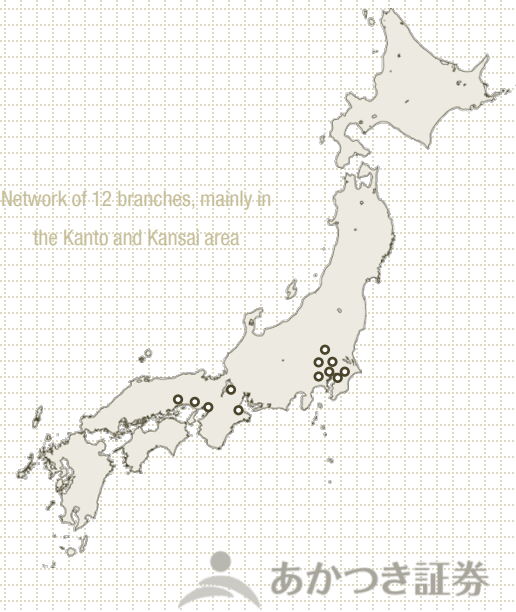 Network of 12 branches, mainly in
the Kanto and Kansai area
あかつき証券